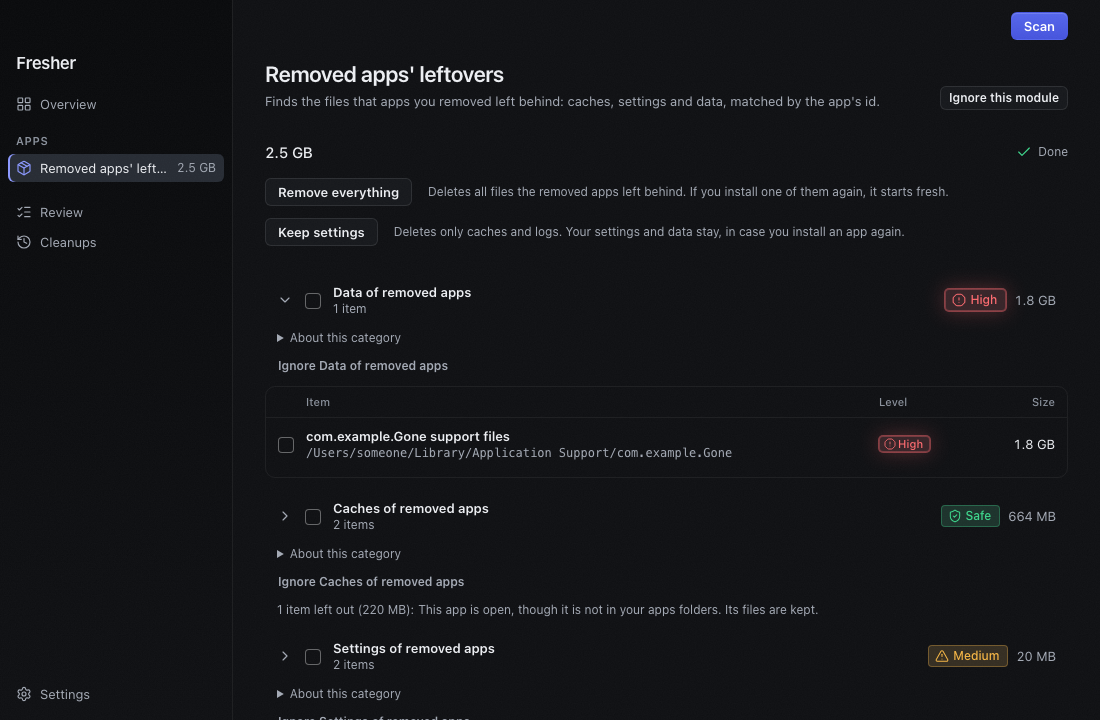 Scan
Fresher
Overview
APPS
Removed apps' left... 2.5 GB
Review
Cleanups
Settings
Removed apps' leftovers
Finds the files that apps you removed left behind: caches, settings and data, matched by the app's id.
Ignore this module
2.5 GB
Done
Remove everything
Deletes all files the removed apps left behind. If you install one of them again, it starts fresh.
Keep settings
Deletes only caches and logs. Your settings and data stay, in case you install an app again.
Data of removed apps
1 item
High 1.8 GB
About this category
Ignore Data of removed apps
Item Level Size
com.example.Gone support files
/Users/someone/Library/Application Support/com.example.Gone
High 1.8 GB
Caches of removed apps
2 items
Safe 664 MB
About this category
Ignore Caches of removed apps
1 item left out (220 MB): This app is open, though it is not in your apps folders. Its files are kept.
Settings of removed apps
2 items
Medium 20 MB
About this category
Ignore Settings of removed apps